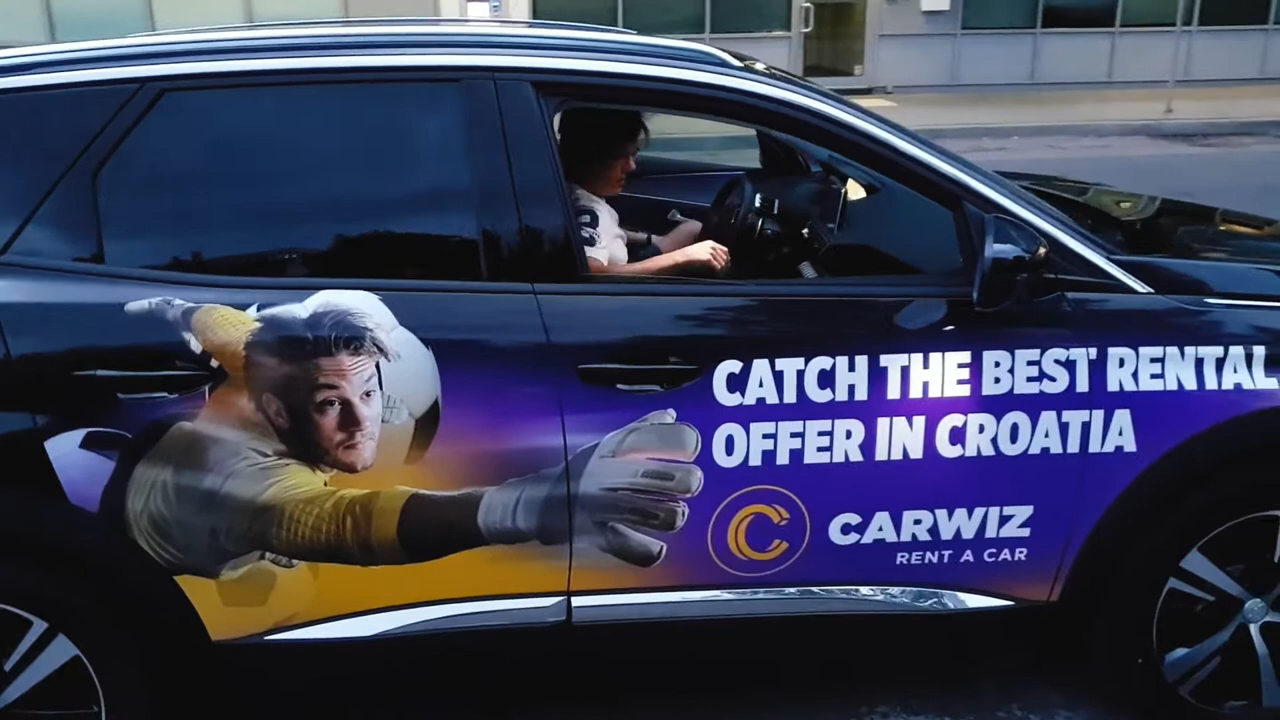 CATCH THE BEST RENTAL
OFFER IN CROATIA
CARWIZ
RENT A CAR